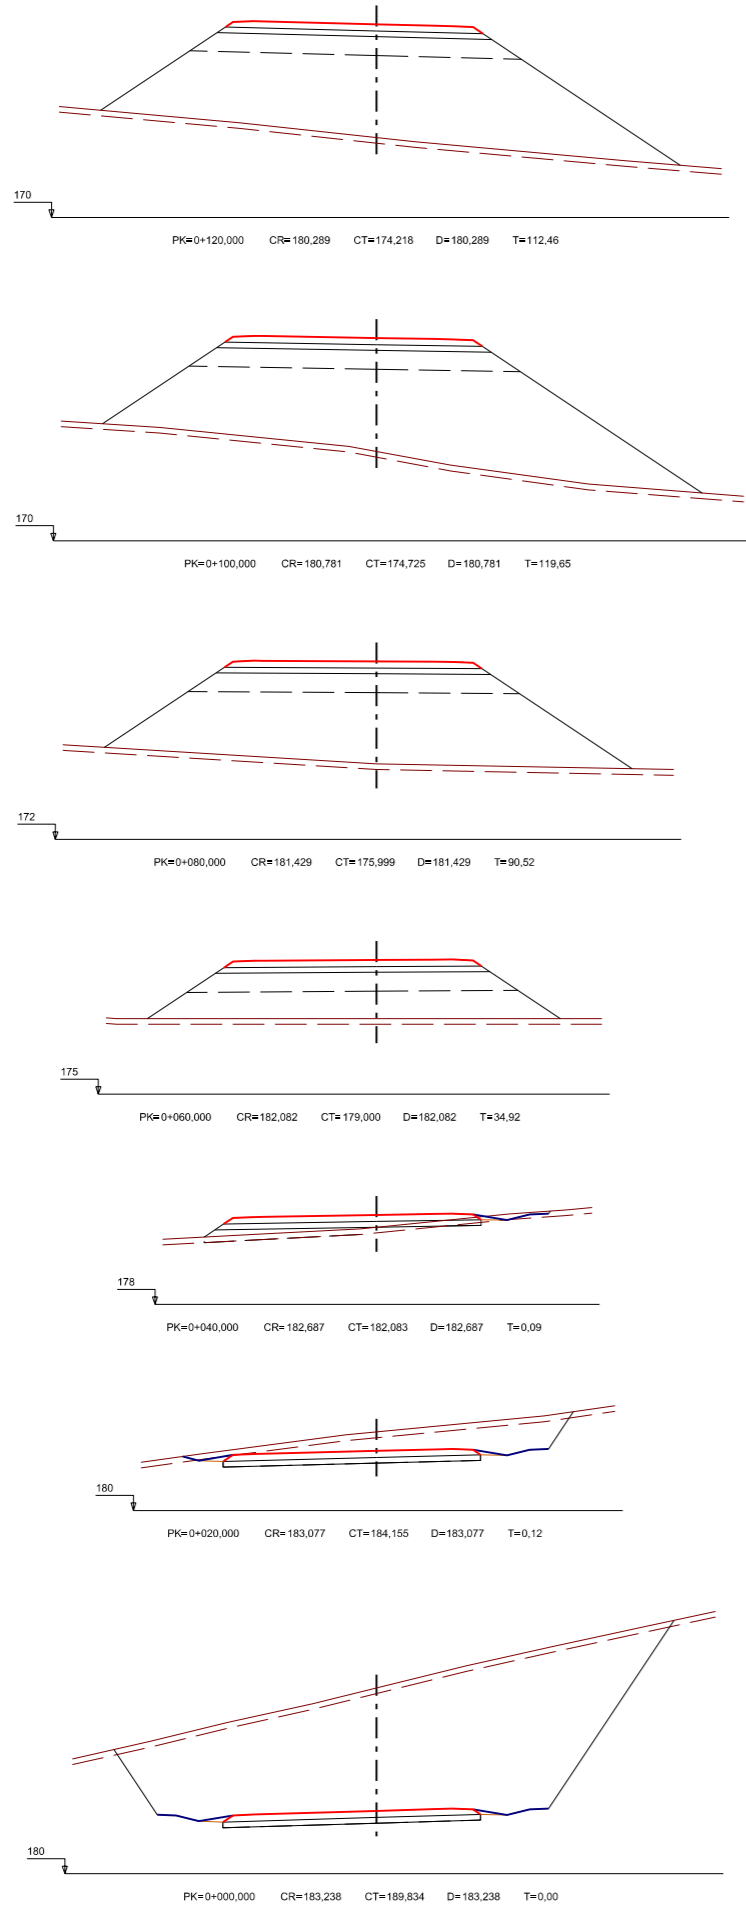 170
PK=0+120,000 CR=180,289 CT=174,218 D=180,289 T=112,46
170
PK=0+100,000 CR=180,781 CT=174,725 D=180,781 T=119,65
172
PK=0+080,000 CR=181,429 CT=175,999 D=181,429 T=90,52
175
PK=0+060,000 CR=182,082 CT=179,000 D=182,082 T=34,92
178
PK=0+040,000 CR=182,687 CT=182,083 D=182,687 T=0,09
180
PK=0+020,000 CR=183,077 CT=184,155 D=183,077 T=0,12
180
PK=0+000,000 CR=183,238 CT=189,834 D=183,238 T=0,00